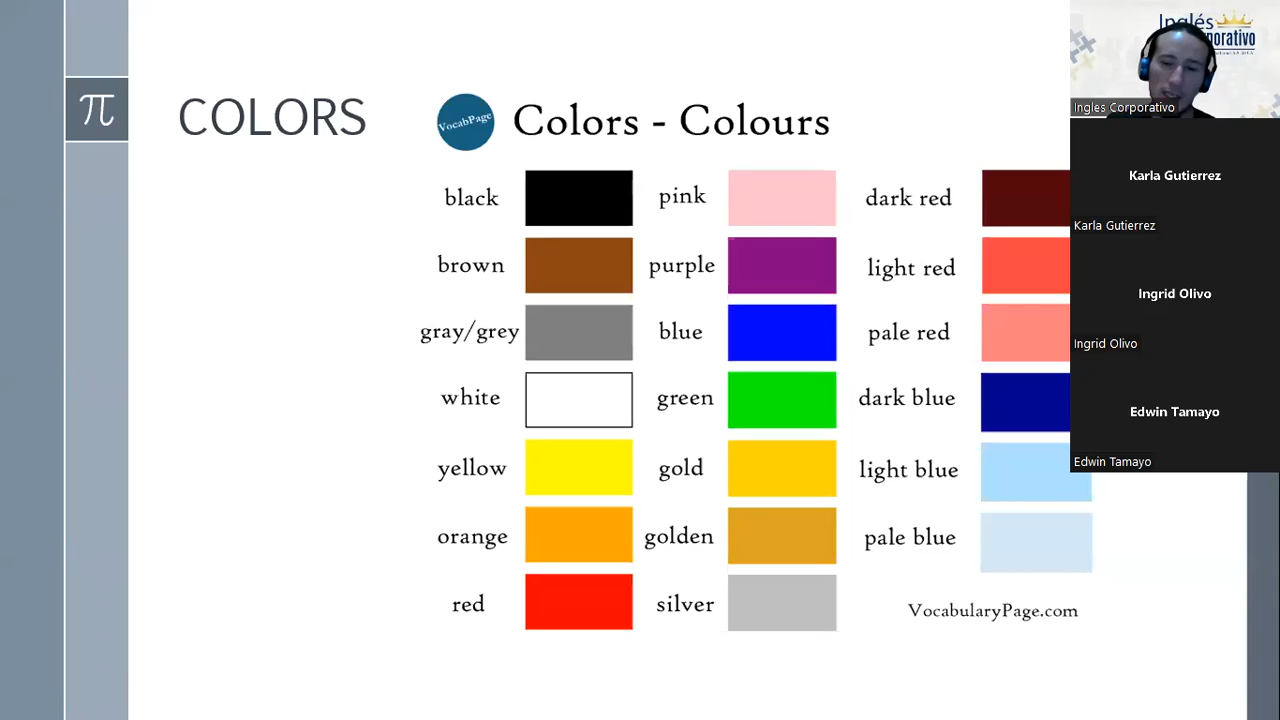 π
COLORS
VocabPage
Colors - Colours
black
pink
dark red
brown
purple
light red
gray/grey
blue
pale red
white
green
dark blue
yellow
gold
light blue
orange
golden
pale blue
red
silver
VocabularyPage.com
Inglés
Ingles Corporativo
Karla Gutierrez
Karla Gutierrez
Ingrid Olivo
Ingrid Olivo
Edwin Tamayo
Edwin Tamayo